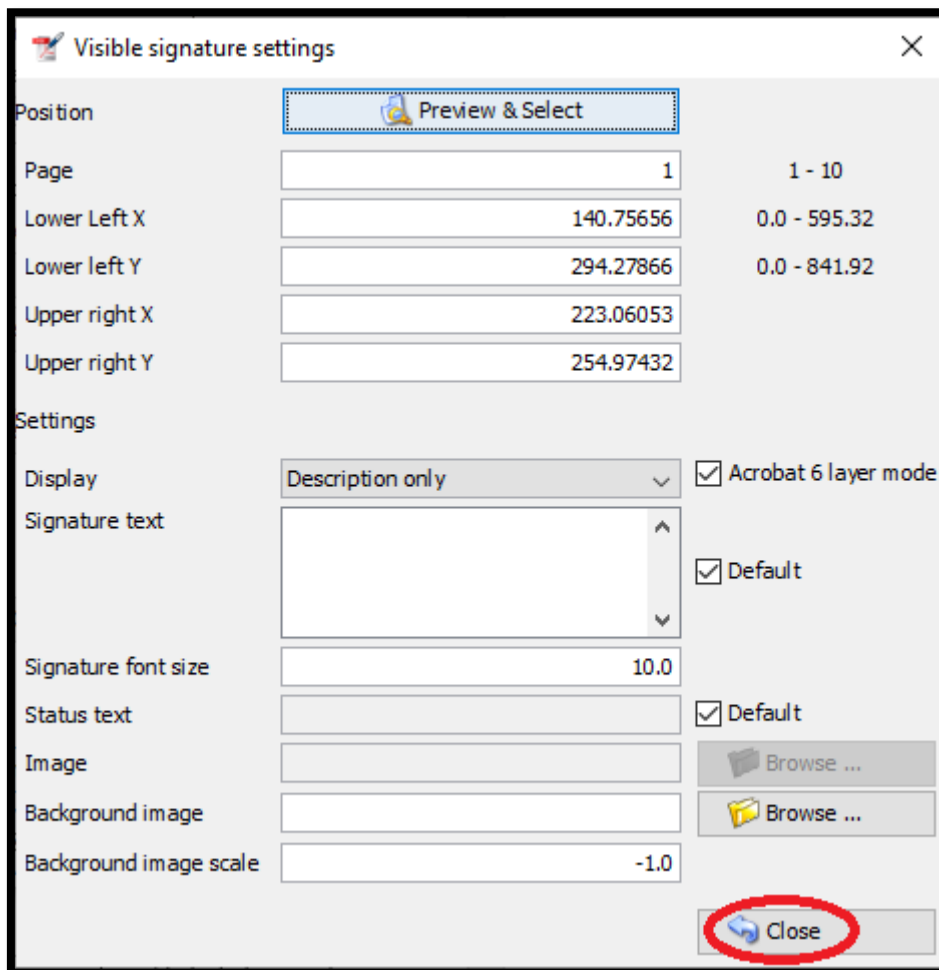 Visible signature settings
Position Preview & Select
Page 1 1 - 10
Lower Left X 140.75656 0.0 - 595.32
Lower left Y 294.27866 0.0 - 841.92
Upper right X 223.06053
Upper right Y 254.97432
Settings
Display Description only Acrobat 6 layer mode
Signature text
Default
Signature font size 10.0
Status text Default
Image Browse ...
Background image Browse ...
Background image scale -1.0
Close